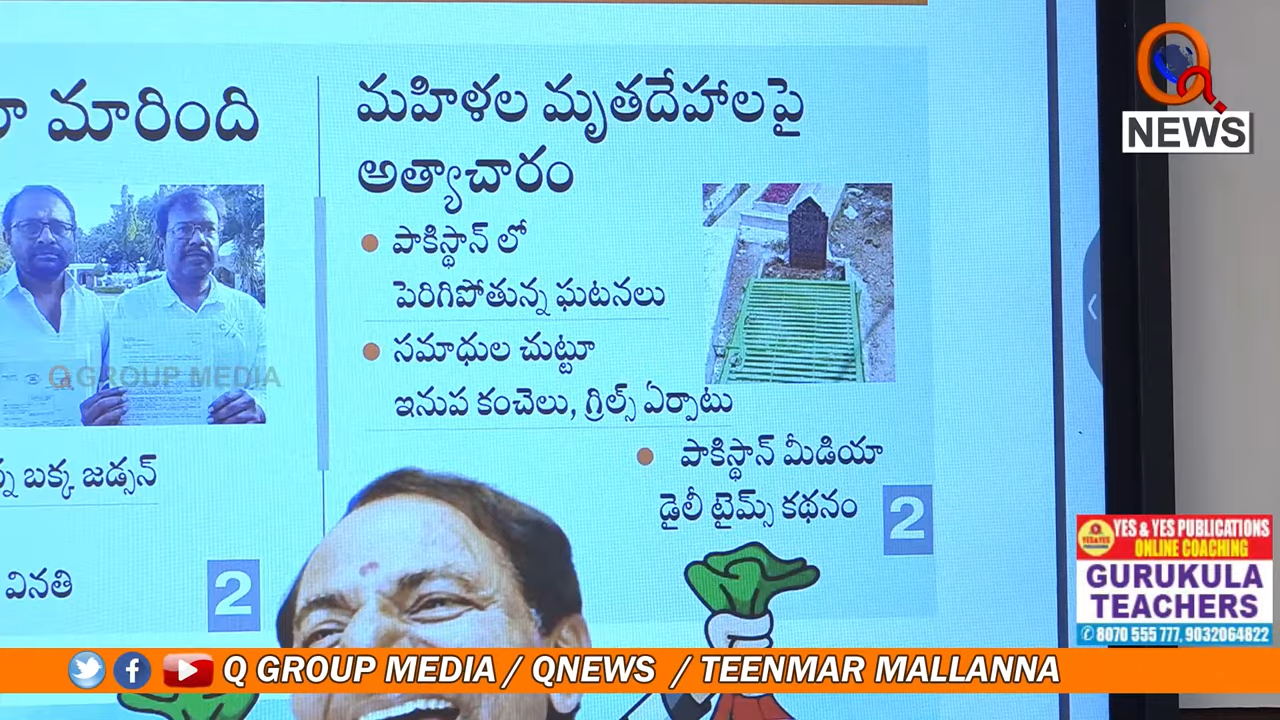 మారింది
బక్క జడ్సన్
వినతి
2
మహిళల మృతదేహాలపై
అత్యాచారం
పాకిస్థాన్ లో
పెరిగిపోతున్న ఘటనలు
సమాధుల చుట్టూ
ఇనుప కంచెలు, గ్రిల్స్ ఏర్పాటు
పాకిస్థాన్ మీడియా
డైలీ టైమ్స్ కథనం
2
Q GROUP MEDIA
Q
NEWS
YES & YES PUBLICATIONS
ONLINE COACHING
GURUKULA
TEACHERS
8070 555 777, 9032064822
Q GROUP MEDIA / QNEWS / TEENMAR MALLANNA